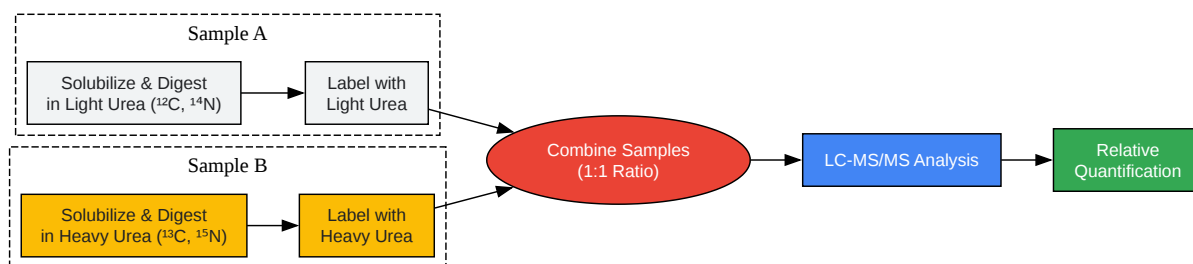 Sample A
Solubilize & Digest
in Light Urea (¹²C, ¹⁴N)
Label with
Light Urea
Sample B
Solubilize & Digest
in Heavy Urea (¹³C, ¹⁵N)
Label with
Heavy Urea
Combine Samples
(1:1 Ratio)
LC-MS/MS Analysis
Relative
Quantification